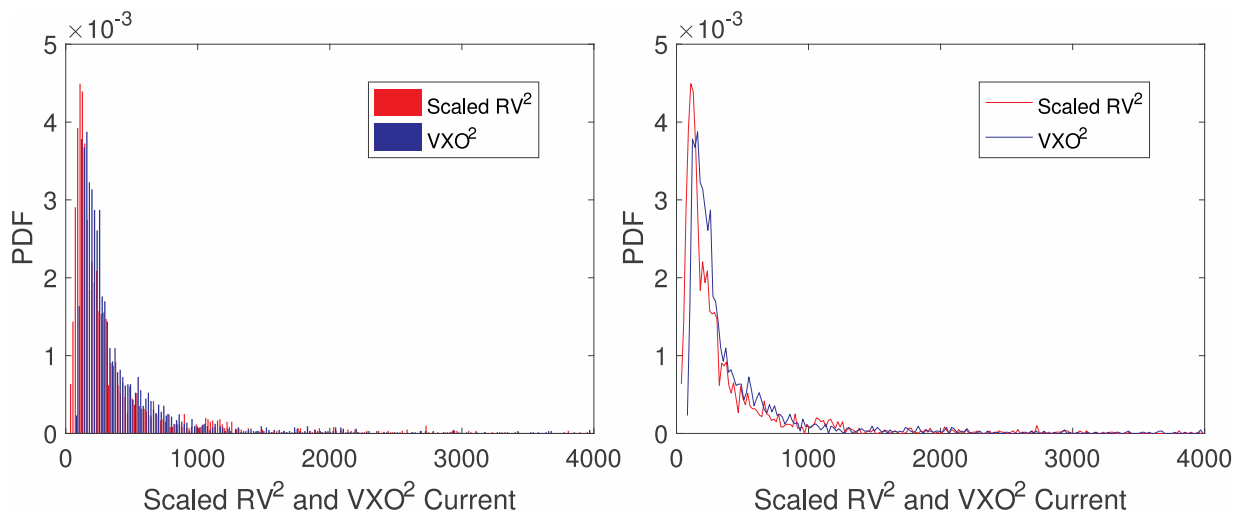 ×10⁻³
5
4
3
2
1
0
PDF
Scaled RV²
VXO²
0 1000 2000 3000 4000
Scaled RV² and VXO² Current
×10⁻³
5
4
3
2
1
0
PDF
Scaled RV²
VXO²
0 1000 2000 3000 4000
Scaled RV² and VXO² Current